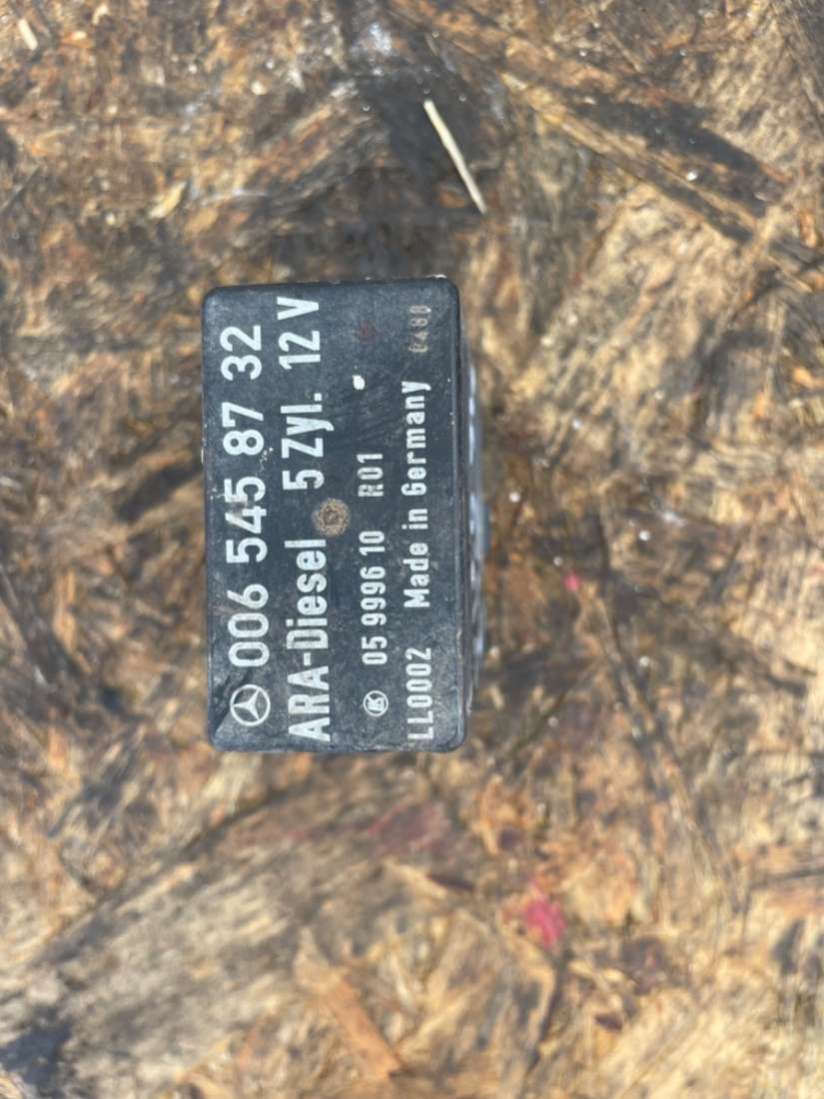 006 545 87 32
ARA-Diesel 5 Zyl. 12 V
05 9996 10 R01
LL0002 Made in Germany